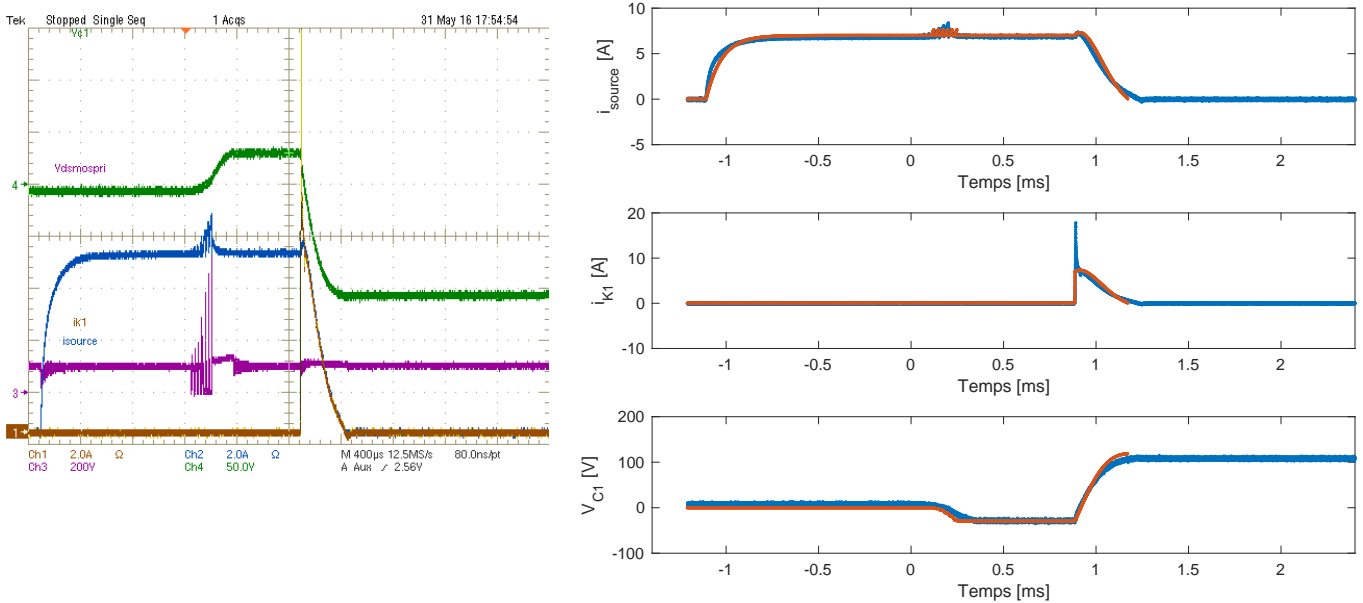 Tek Stopped Single Seq 1 Acqs 31 May 16 17:54:54
Vc1
Vdsmospri
4
ik1
isource
3
1
Ch1 2.0A Ω Ch2 2.0A Ω M 400µs 12.5MS/s 80.0ns/pt
Ch3 200V Ch4 50.0V A Aux ∫ 2.56V
10
5
0
-5
i_source [A]
-1 -0.5 0 0.5 1 1.5 2
Temps [ms]
20
10
0
-10
i_K1 [A]
-1 -0.5 0 0.5 1 1.5 2
Temps [ms]
200
100
0
-100
V_C1 [V]
-1 -0.5 0 0.5 1 1.5 2
Temps [ms]